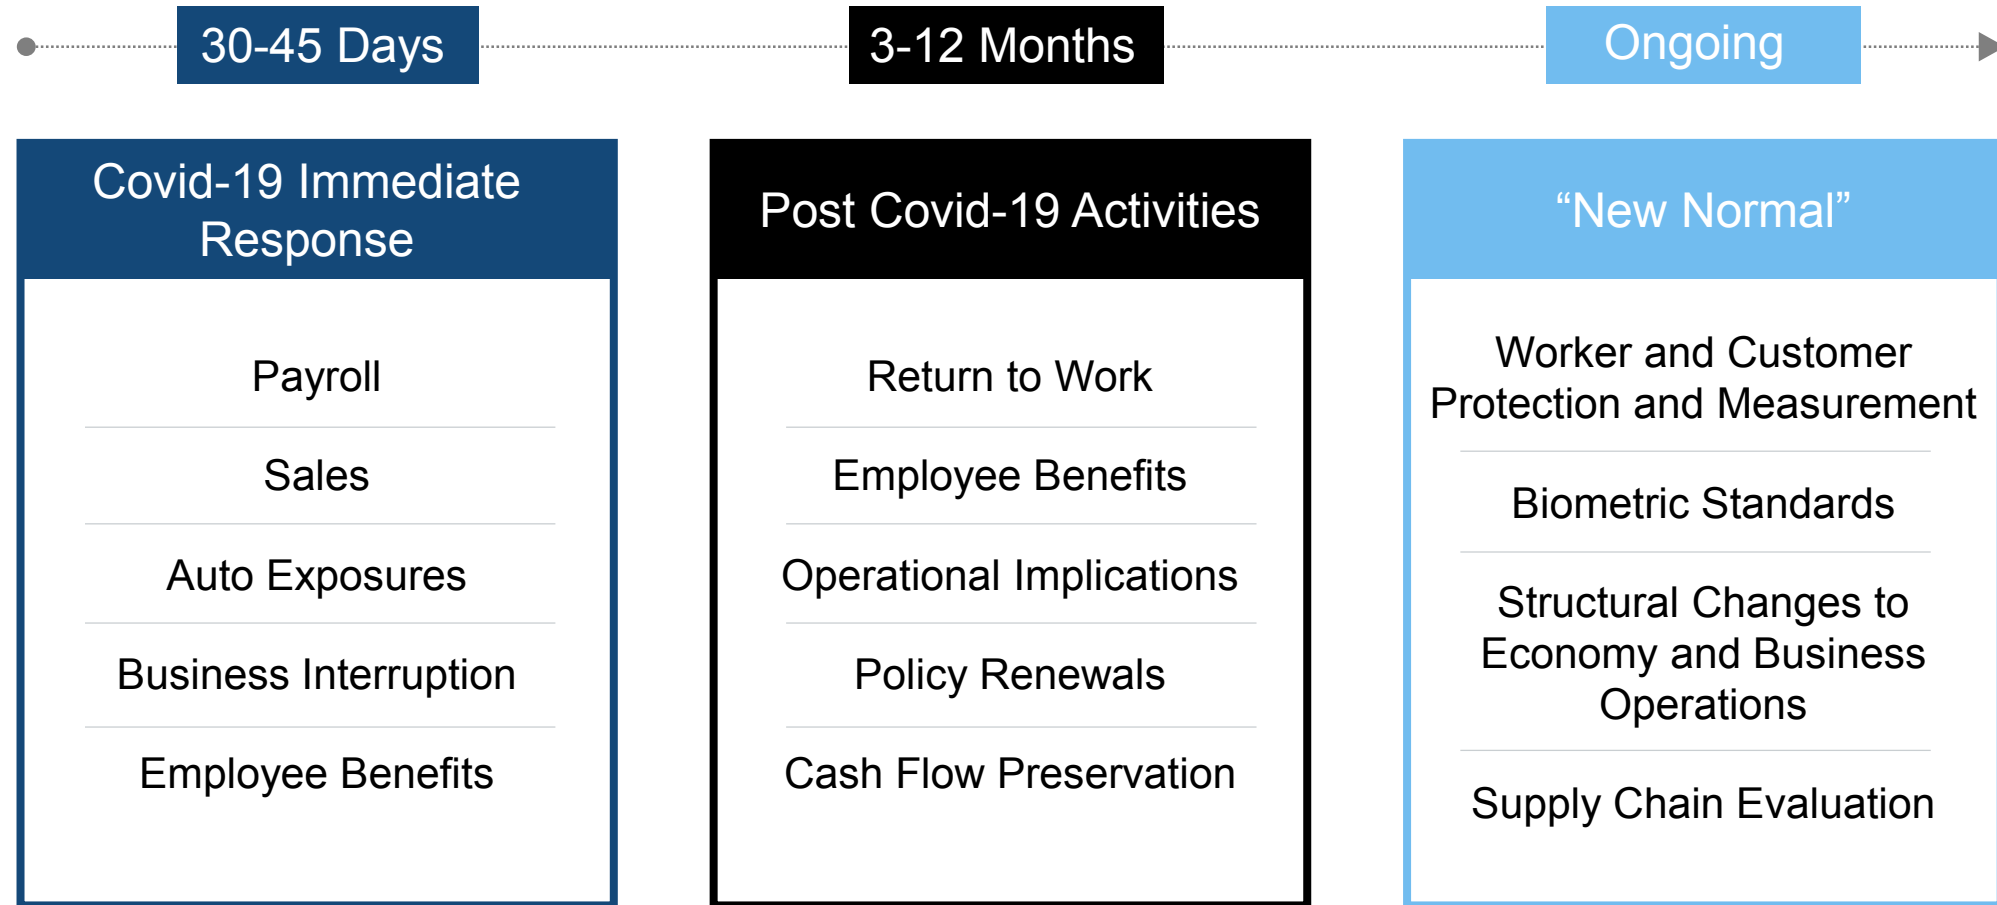 30-45 Days
3-12 Months
Ongoing
Covid-19 Immediate
Response
Payroll
Sales
Auto Exposures
Business Interruption
Employee Benefits
Post Covid-19 Activities
Return to Work
Employee Benefits
Operational Implications
Policy Renewals
Cash Flow Preservation
“New Normal”
Worker and Customer
Protection and Measurement
Biometric Standards
Structural Changes to
Economy and Business
Operations
Supply Chain Evaluation